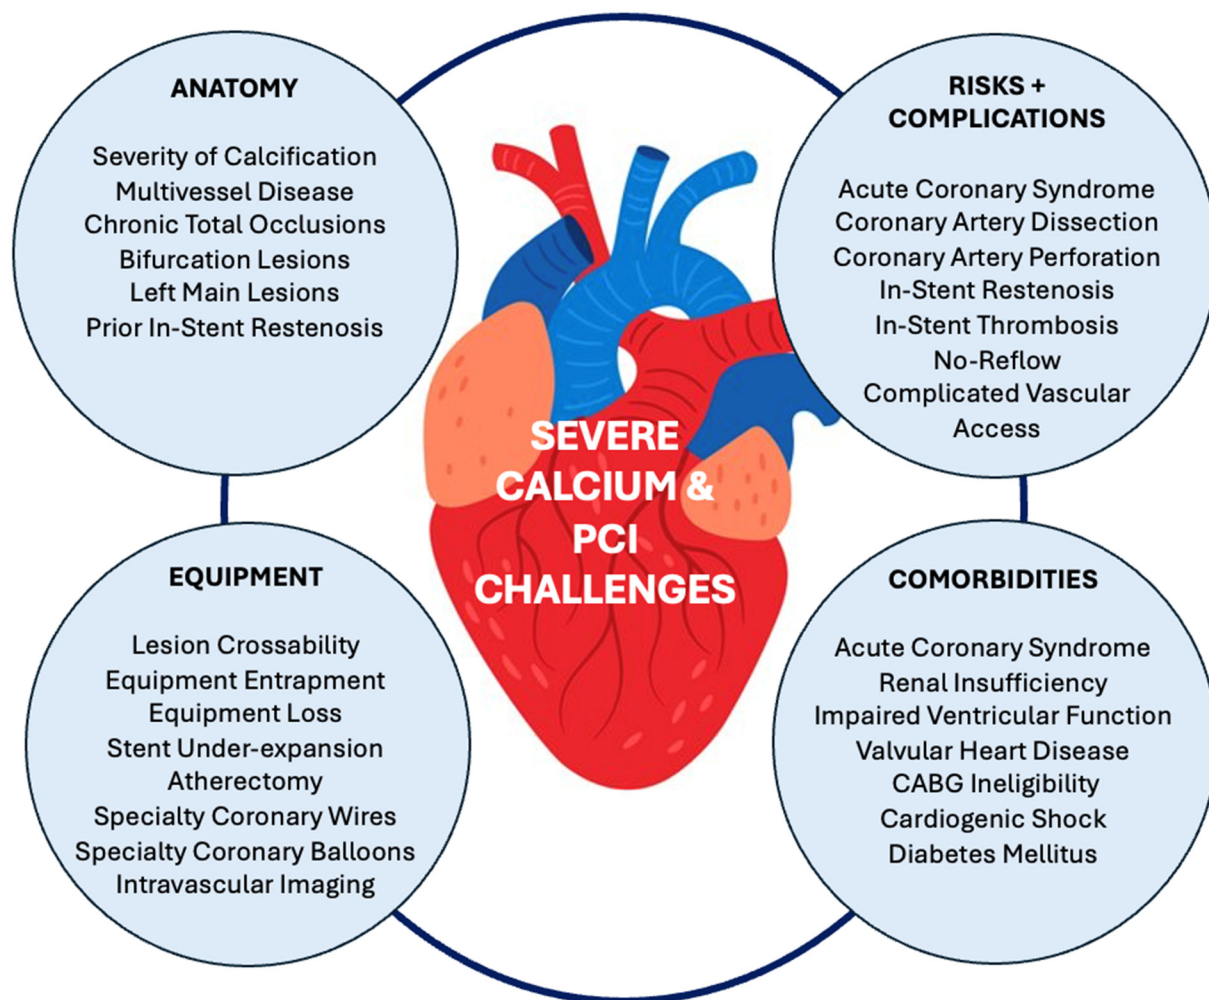 ANATOMY
Severity of Calcification
Multivessel Disease
Chronic Total Occlusions
Bifurcation Lesions
Left Main Lesions
Prior In-Stent Restenosis
RISKS +
COMPLICATIONS
Acute Coronary Syndrome
Coronary Artery Dissection
Coronary Artery Perforation
In-Stent Restenosis
In-Stent Thrombosis
No-Reflow
Complicated Vascular
Access
SEVERE
CALCIUM &
PCI
CHALLENGES
EQUIPMENT
Lesion Crossability
Equipment Entrapment
Equipment Loss
Stent Under-expansion
Atherectomy
Specialty Coronary Wires
Specialty Coronary Balloons
Intravascular Imaging
COMORBIDITIES
Acute Coronary Syndrome
Renal Insufficiency
Impaired Ventricular Function
Valvular Heart Disease
CABG Ineligibility
Cardiogenic Shock
Diabetes Mellitus